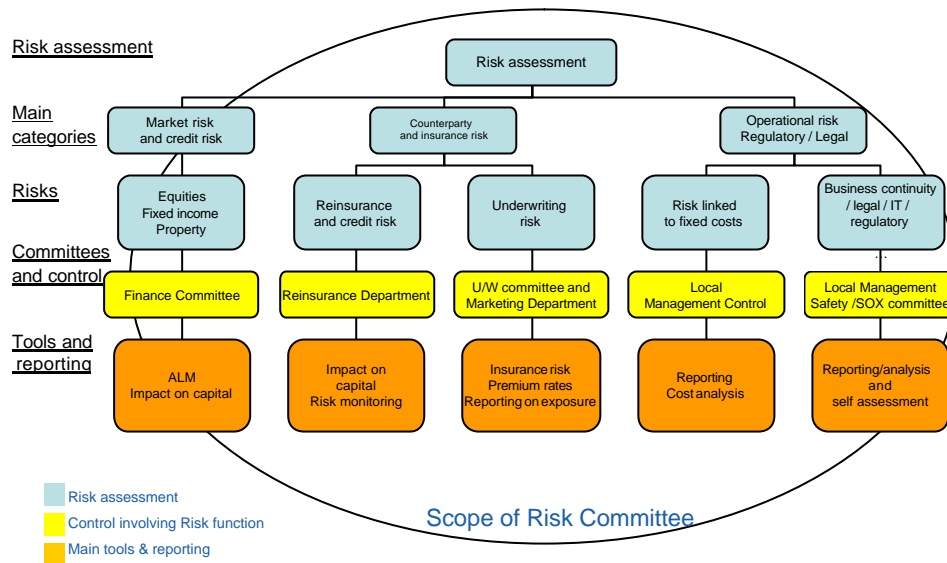 Risk assessment
Risk assessment
Main
categories
Market risk
and credit risk
Counterparty
and insurance risk
Operational risk
Regulatory / Legal
Risks
Equities
Fixed income
Property
Reinsurance
and credit risk
Underwriting
risk
Risk linked
to fixed costs
Business continuity
/ legal / IT /
regulatory
...
Committees
and control
Finance Committee
Reinsurance Department
U/W committee and
Marketing Department
Local
Management Control
Local Management
Safety /SOX committee
Tools and
reporting
ALM
Impact on capital
Impact on
capital
Risk monitoring
Insurance risk
Premium rates
Reporting on exposure
Reporting
Cost analysis
Reporting/analysis
and
self assessment
Risk assessment
Control involving Risk function
Main tools & reporting
Scope of Risk Committee